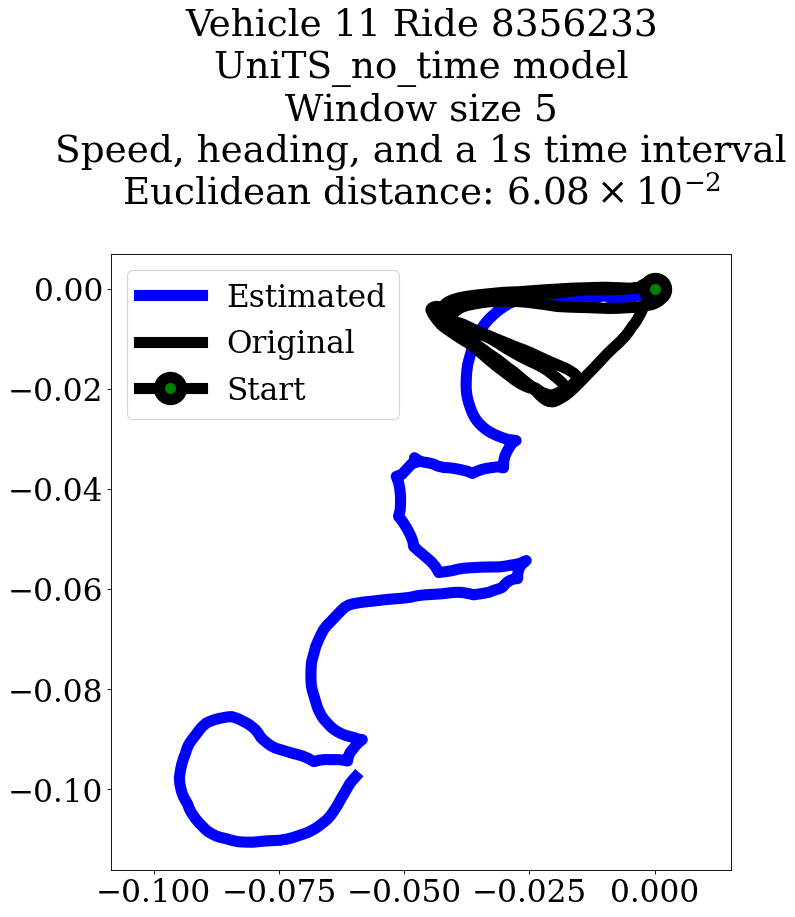 Vehicle 11 Ride 8356233
UniTS_no_time model
Window size 5
Speed, heading, and a 1s time interval
Euclidean distance: 6.08 × 10⁻²
Estimated
Original
Start
0.00
−0.02
−0.04
−0.06
−0.08
−0.10
−0.100 −0.075 −0.050 −0.025 0.000